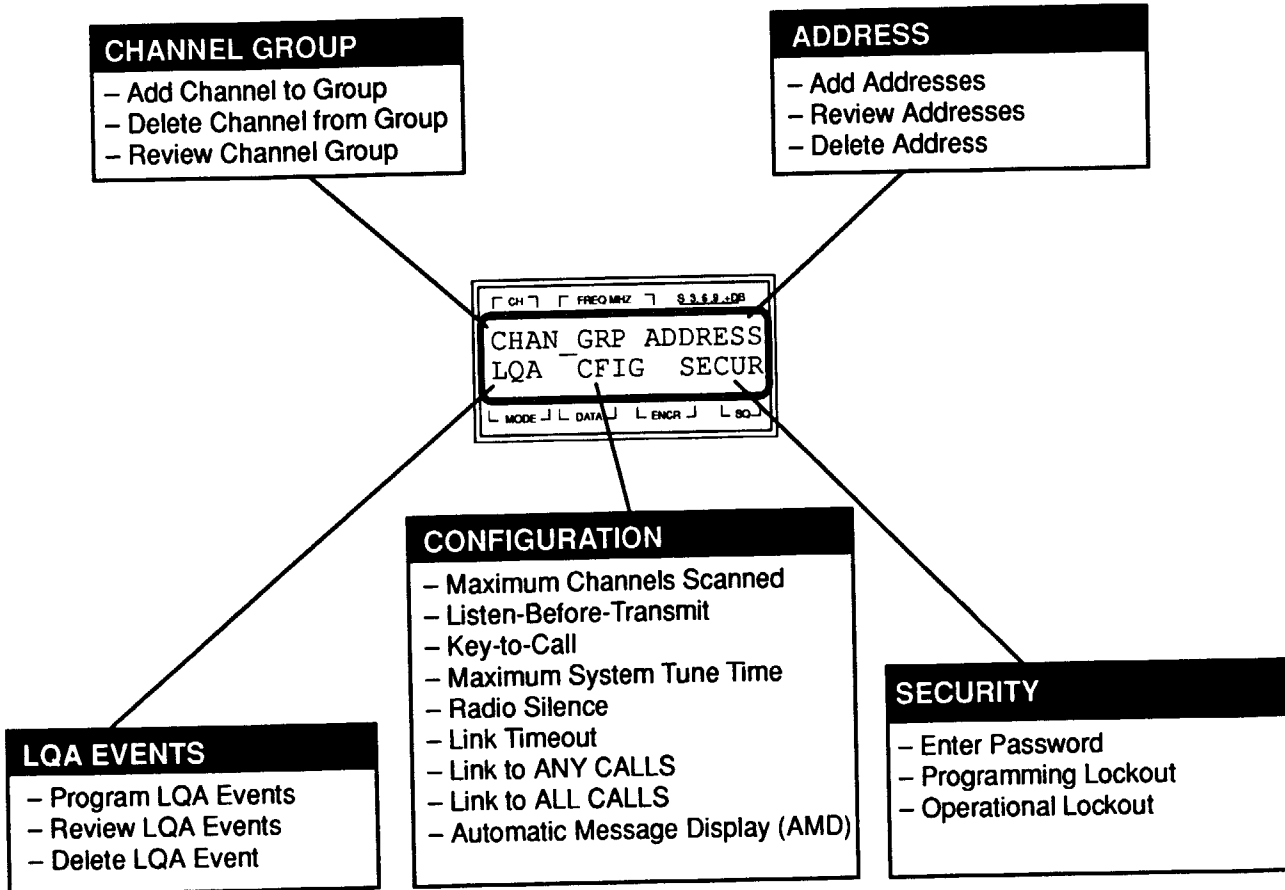 CHANNEL GROUP
– Add Channel to Group
– Delete Channel from Group
– Review Channel Group
ADDRESS
– Add Addresses
– Review Addresses
– Delete Address
CH FREQ MHZ S 3 6 9 +DB
CHAN_GRP ADDRESS
LQA CFIG SECUR
MODE DATA ENCR SQ
CONFIGURATION
– Maximum Channels Scanned
– Listen-Before-Transmit
– Key-to-Call
– Maximum System Tune Time
– Radio Silence
– Link Timeout
– Link to ANY CALLS
– Link to ALL CALLS
– Automatic Message Display (AMD)
LQA EVENTS
– Program LQA Events
– Review LQA Events
– Delete LQA Event
SECURITY
– Enter Password
– Programming Lockout
– Operational Lockout